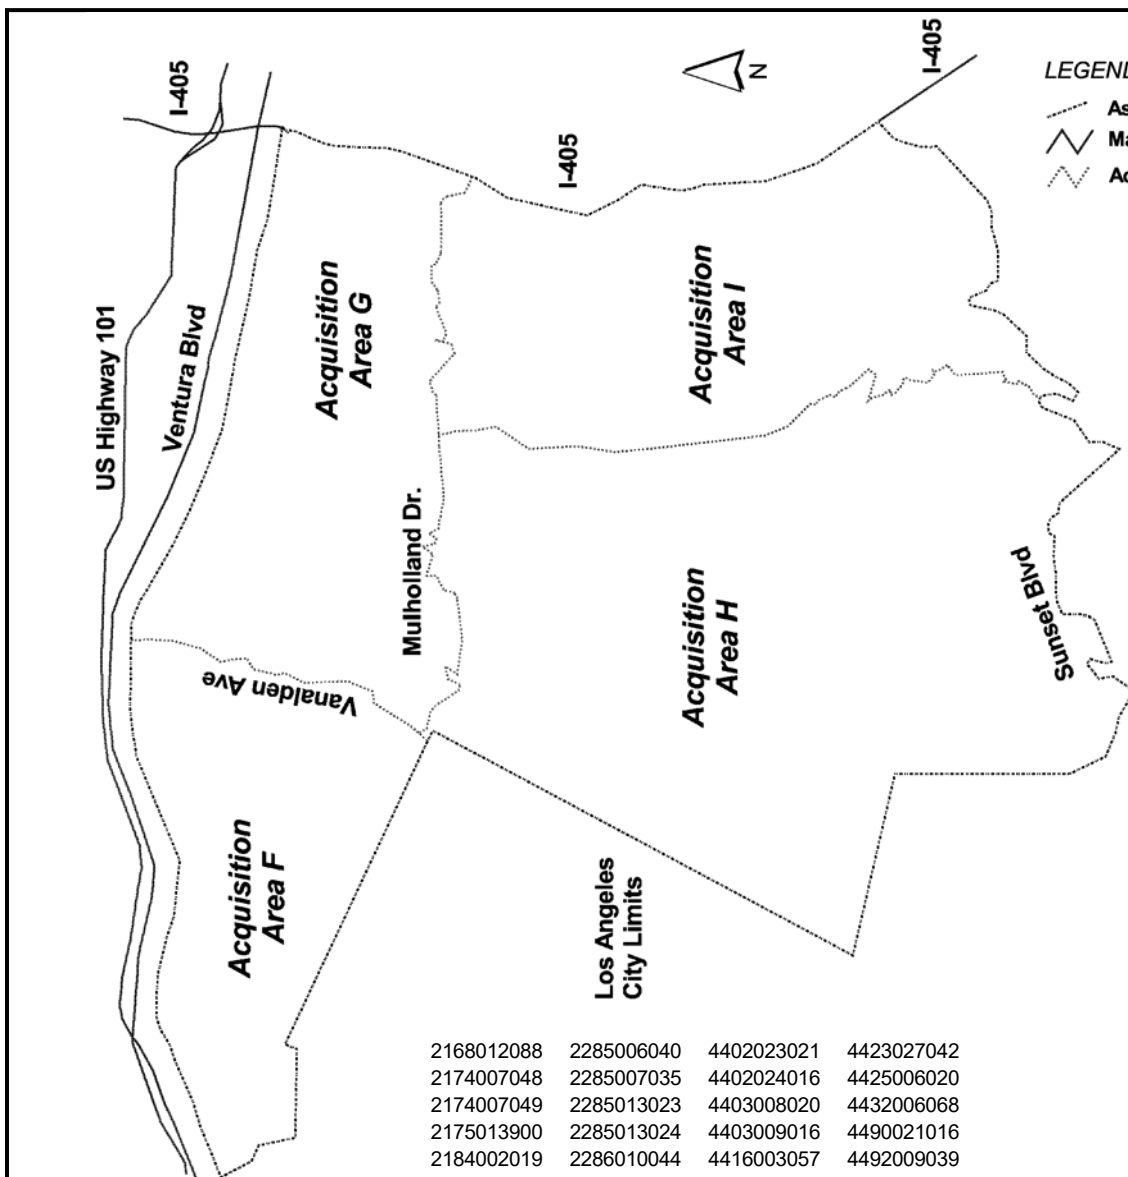 I-405
I-405
N
LEGEND
I-405
US Highway 101
Ventura Blvd
Acquisition
Area G
Acquisition
Area I
Mulholland Dr.
Vanalden Ave
Acquisition
Area H
Sunset Blvd
Acquisition
Area F
Los Angeles
City Limits
2168012088 2285006040 4402023021 4423027042
2174007048 2285007035 4402024016 4425006020
2174007049 2285013023 4403008020 4432006068
2175013900 2285013024 4403009016 4490021016
2184002019 2286010044 4416003057 4492009039